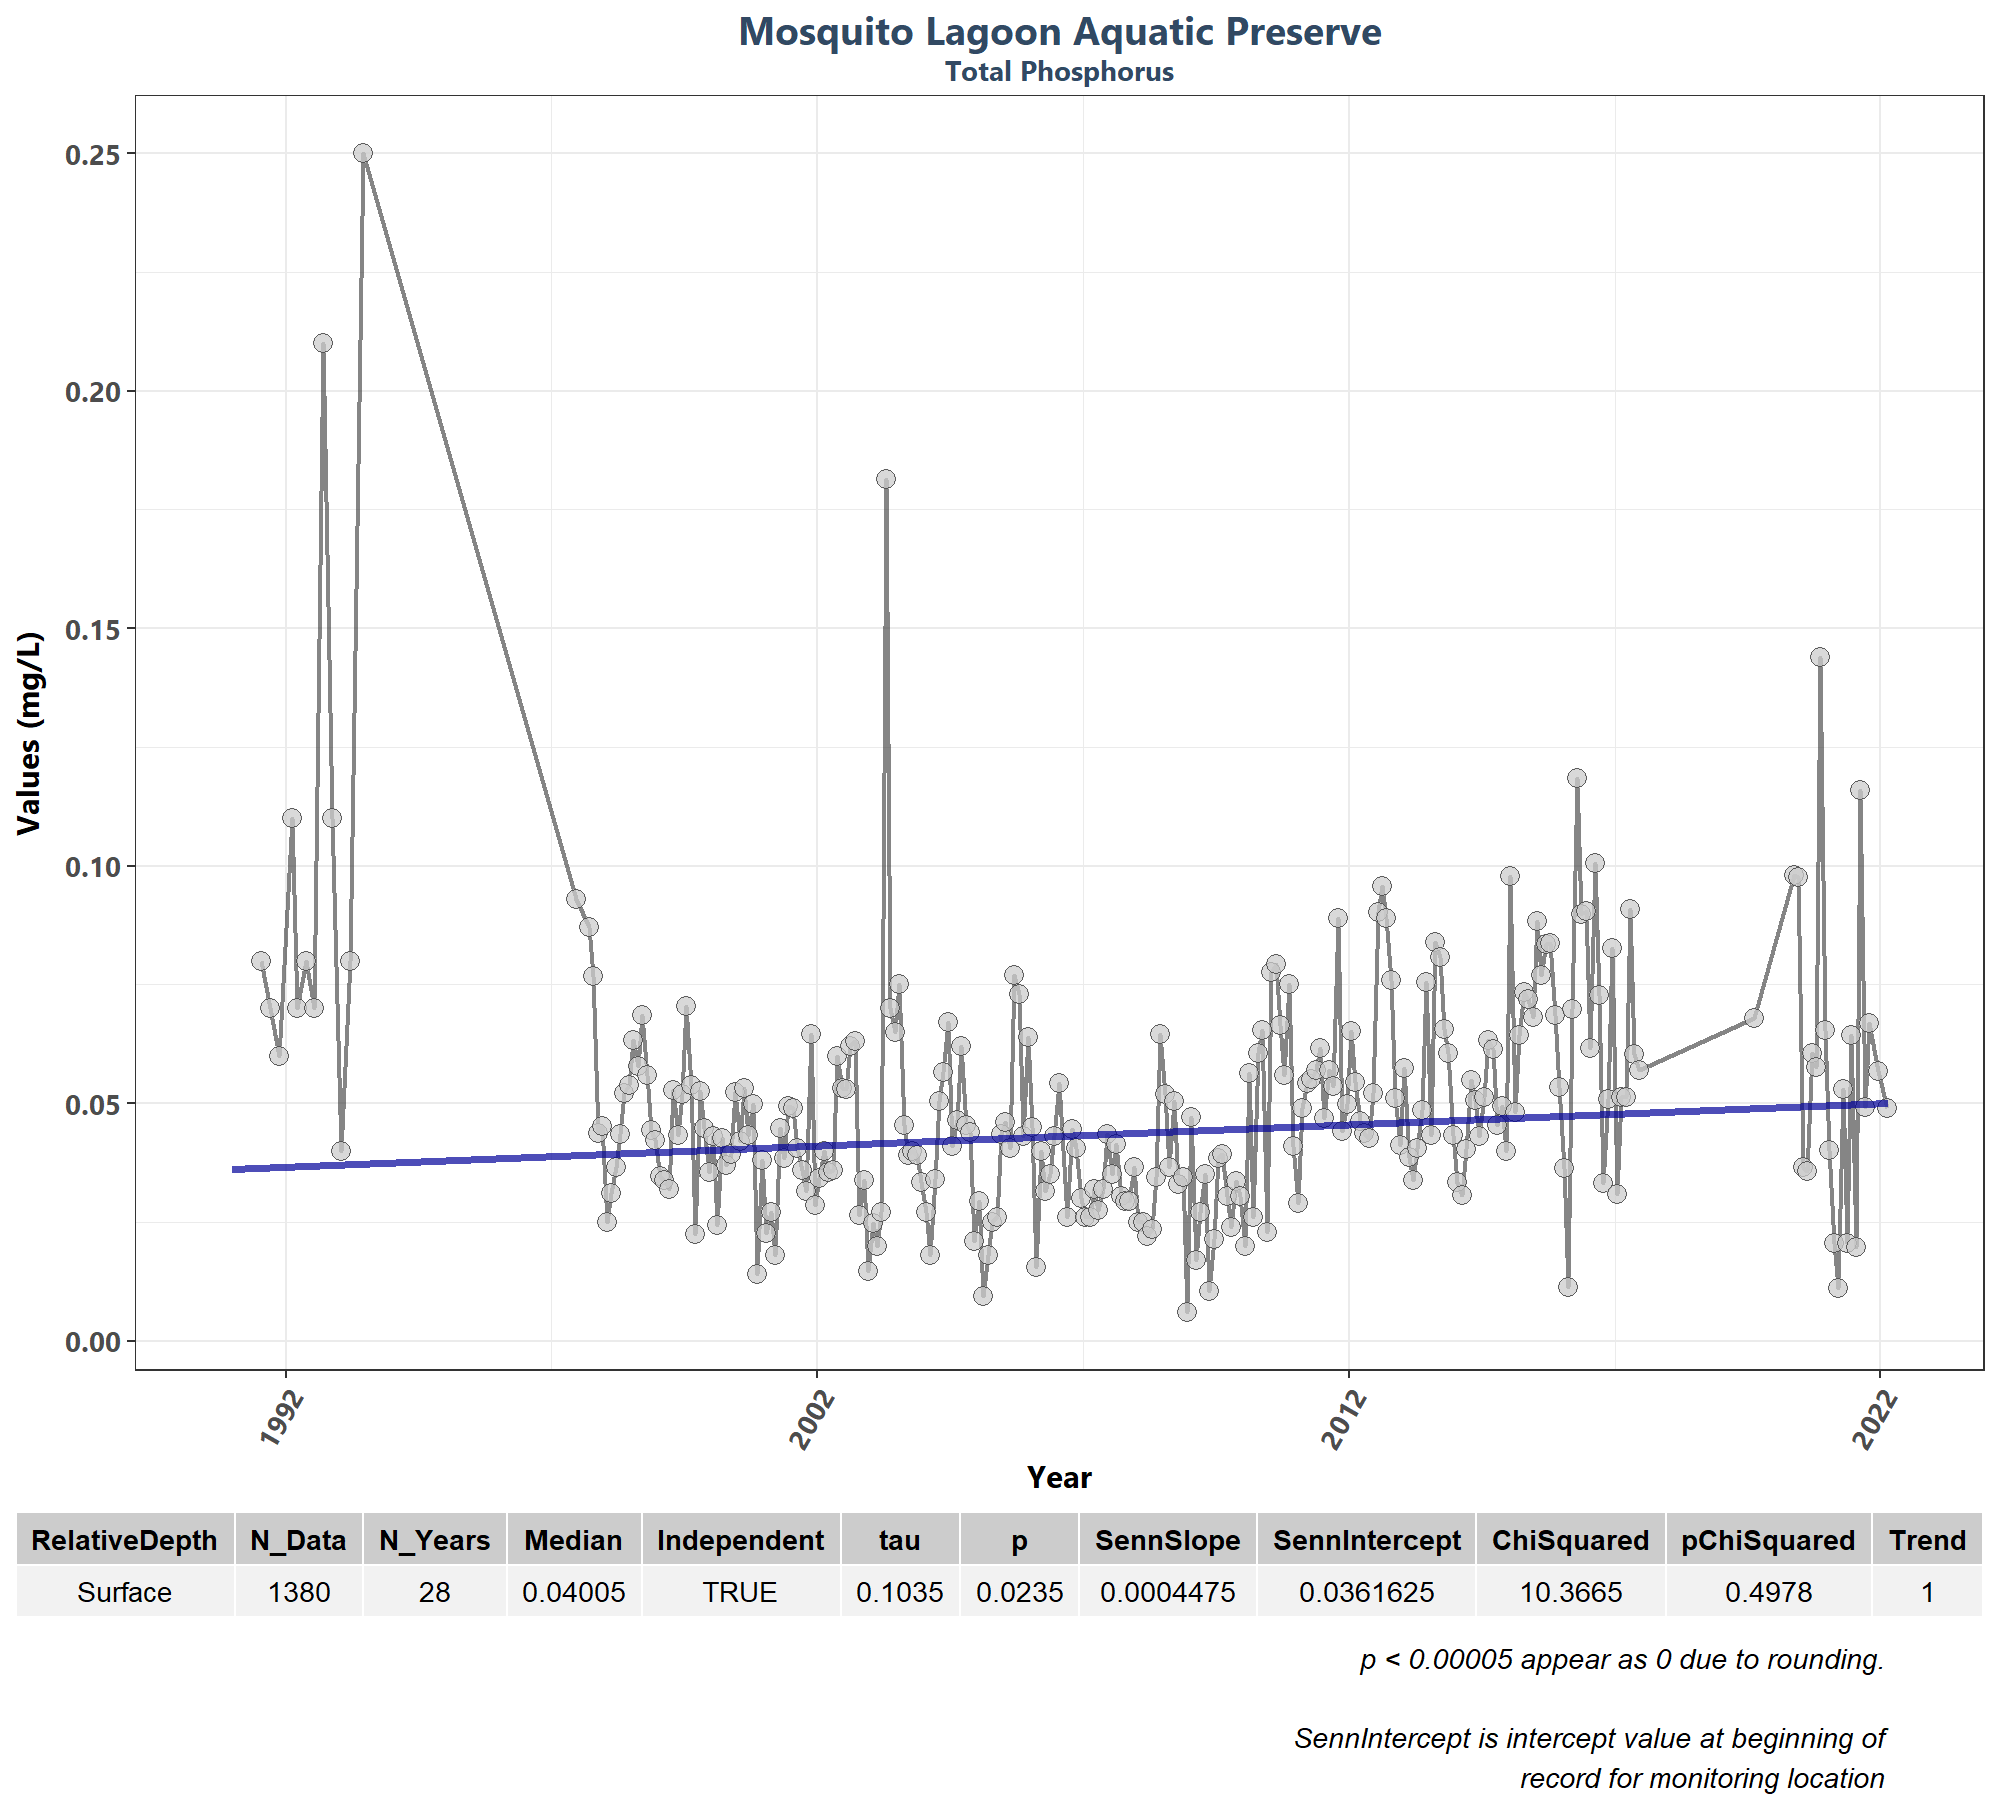 Mosquito Lagoon Aquatic Preserve
Total Phosphorus
Values (mg/L)
0.25
0.20
0.15
0.10
0.05
0.00
1992 2002 2012 2022
Year
RelativeDepth N_Data N_Years Median Independent tau p SennSlope SennIntercept ChiSquared pChiSquared Trend
Surface 1380 28 0.04005 TRUE 0.1035 0.0235 0.0004475 0.0361625 10.3665 0.4978 1
p < 0.00005 appear as 0 due to rounding.
SennIntercept is intercept value at beginning of
record for monitoring location